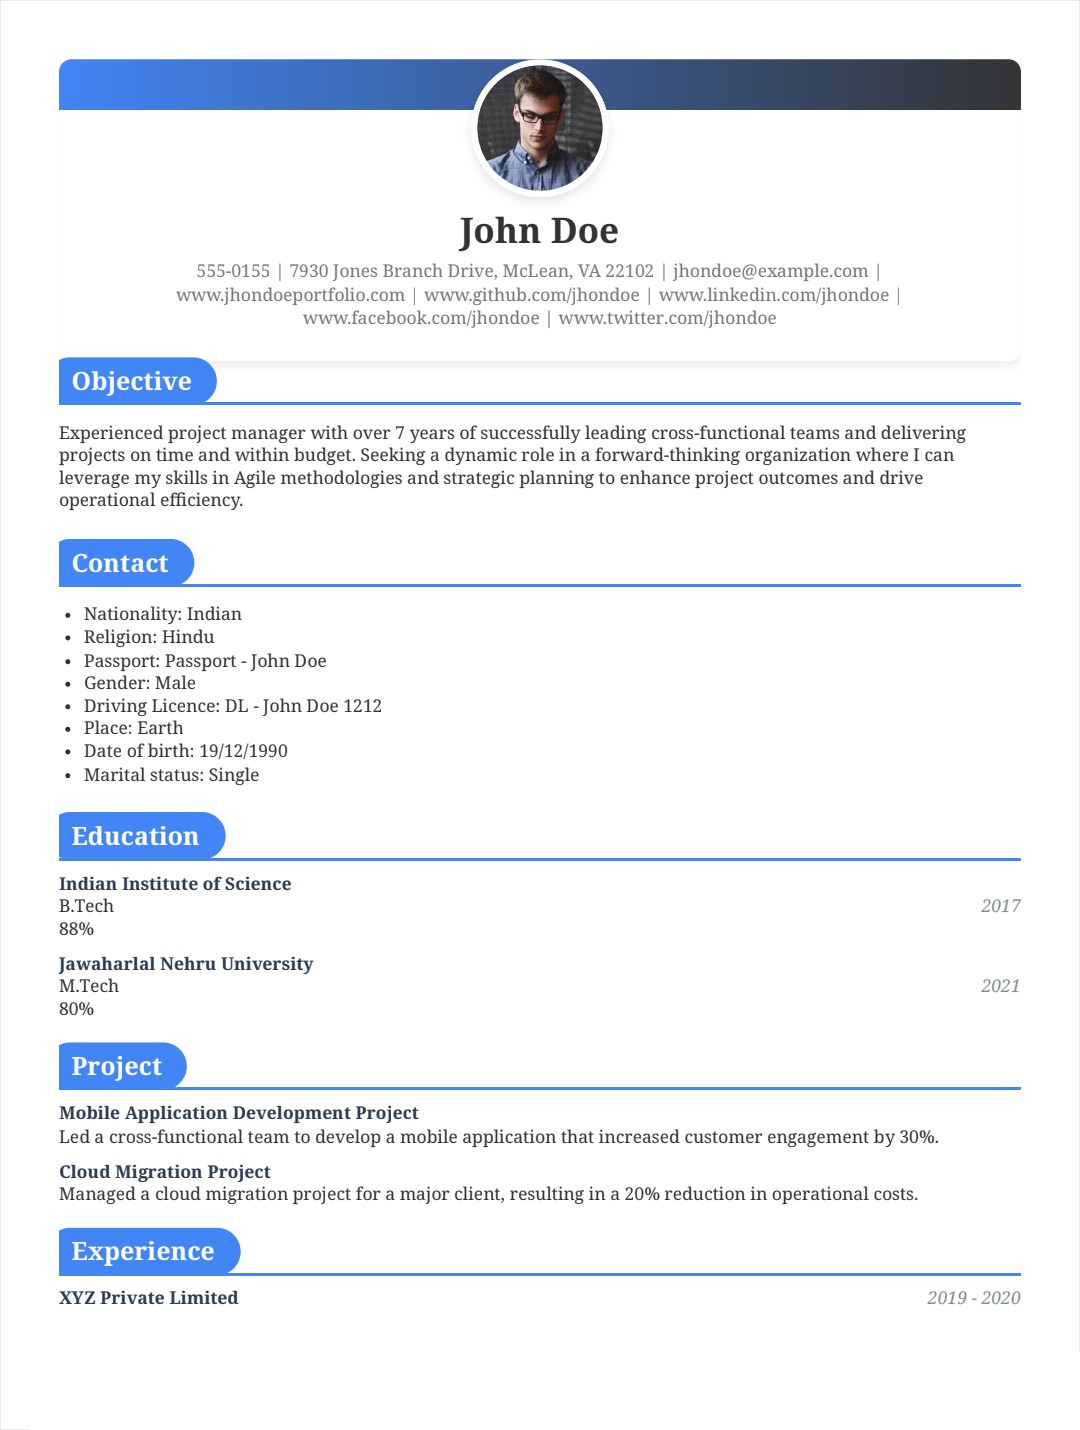 John Doe
555-0155 | 7930 Jones Branch Drive, McLean, VA 22102 | jhondoe@example.com |
www.jhondoeportfolio.com | www.github.com/jhondoe | www.linkedin.com/jhondoe |
www.facebook.com/jhondoe | www.twitter.com/jhondoe
Objective
Experienced project manager with over 7 years of successfully leading cross-functional teams and delivering
projects on time and within budget. Seeking a dynamic role in a forward-thinking organization where I can
leverage my skills in Agile methodologies and strategic planning to enhance project outcomes and drive
operational efficiency.
Contact
• Nationality: Indian
• Religion: Hindu
• Passport: Passport - John Doe
• Gender: Male
• Driving Licence: DL - John Doe 1212
• Place: Earth
• Date of birth: 19/12/1990
• Marital status: Single
Education
Indian Institute of Science
B.Tech 2017
88%
Jawaharlal Nehru University
M.Tech 2021
80%
Project
Mobile Application Development Project
Led a cross-functional team to develop a mobile application that increased customer engagement by 30%.
Cloud Migration Project
Managed a cloud migration project for a major client, resulting in a 20% reduction in operational costs.
Experience
XYZ Private Limited 2019 - 2020